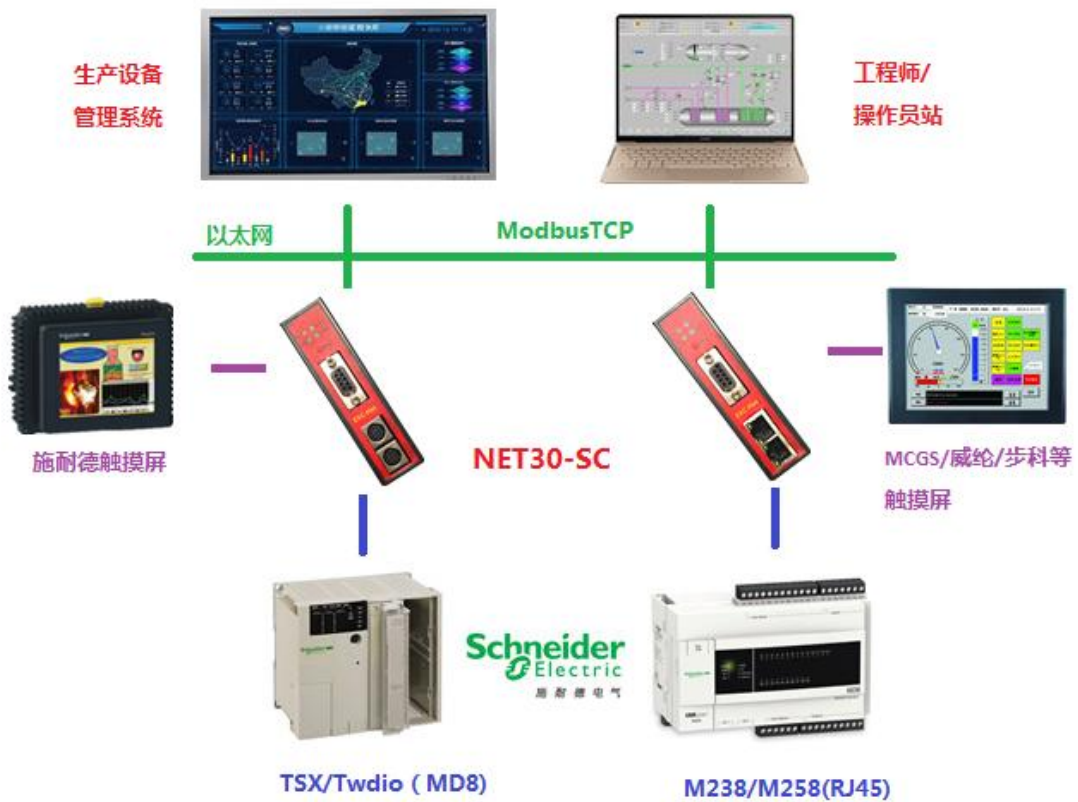 生产设备
管理系统
工程师/
操作员站
以太网
ModbusTCP
施耐德触摸屏
NET30-SC
MCGS/威纶/步科等
触摸屏
Schneider
Electric
施耐德电气
TSX/Twdio（MD8)
M238/M258(RJ45)